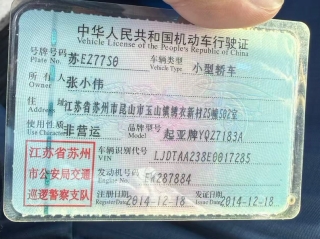 中华人民共和国机动车行驶证
Vehicle License of the People's Republic of China
号牌号码 苏EZ77S0 车辆类型 小型轿车
Plate No. Vehicle Type
所有人 张小伟
Owner
住址 江苏省苏州市昆山市玉山镇琇衣新村25幢502室
Address
使用性质 非营运 品牌型号 起亚牌YQZ7183A
Use Character Model
江苏省苏州 车辆识别代号 LJDTAA238E0017285
VIN
市公安局交通 发动机号码 EW287884
Engine No.
巡逻警察支队 注册日期 2014-12-18 发证日期 2014-12-18
Register Date Issue Date